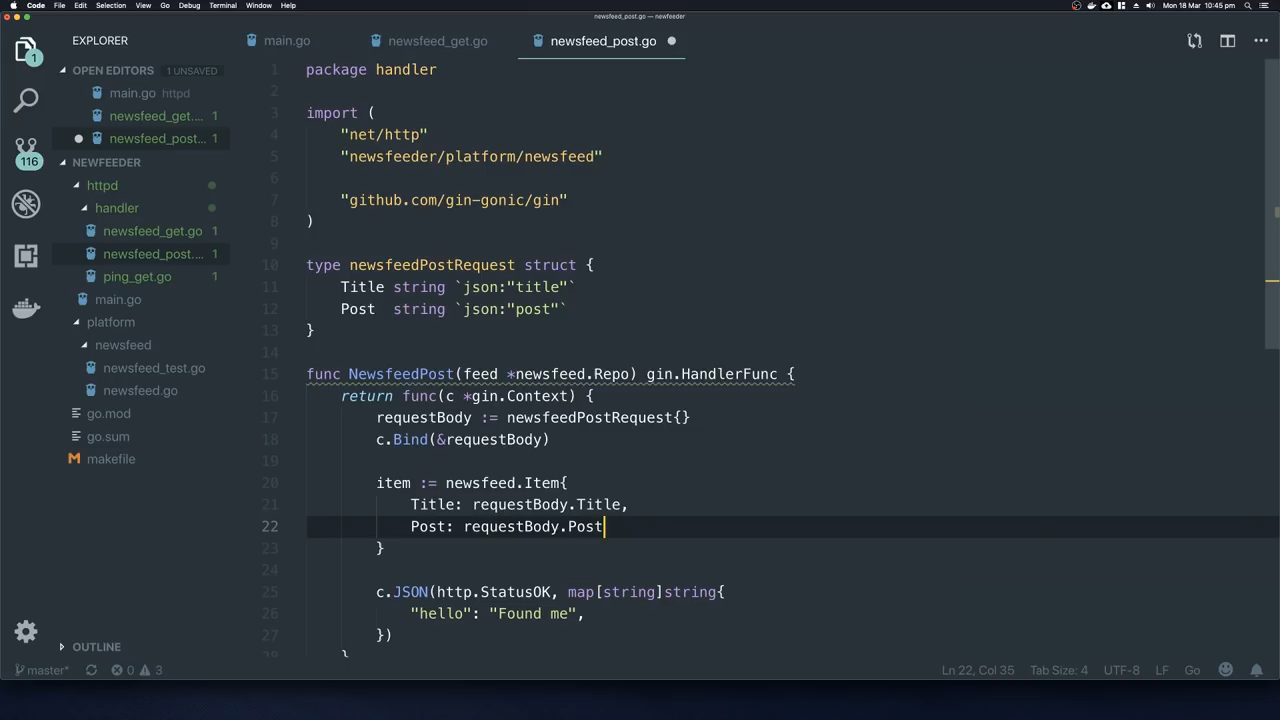 Code File Edit Selection View Go Debug Terminal Window Help
Mon 18 Mar 10:45 pm
newsfeed_post.go — newfeeder
EXPLORER
main.go
newsfeed_get.go
newsfeed_post.go
1
OPEN EDITORS 1 UNSAVED
main.go httpd
newsfeed_get.... 1
newsfeed_post... 1
116
NEWFEEDER
httpd
handler
newsfeed_get.go 1
newsfeed_post.... 1
ping_get.go 1
main.go
platform
newsfeed
newsfeed_test.go
newsfeed.go
go.mod
go.sum
makefile
OUTLINE
1 package handler
2
3 import (
4 "net/http"
5 "newsfeeder/platform/newsfeed"
6
7 "github.com/gin-gonic/gin"
8 )
9
10 type newsfeedPostRequest struct {
11 Title string `json:"title"`
12 Post string `json:"post"`
13 }
14
15 func NewsfeedPost(feed *newsfeed.Repo) gin.HandlerFunc {
16 return func(c *gin.Context) {
17 requestBody := newsfeedPostRequest{}
18 c.Bind(&requestBody)
19
20 item := newsfeed.Item{
21 Title: requestBody.Title,
22 Post: requestBody.Post
23 }
24
25 c.JSON(http.StatusOK, map[string]string{
26 "hello": "Found me",
27 })
28 }
master* 0 3
Ln 22, Col 35 Tab Size: 4 UTF-8 LF Go